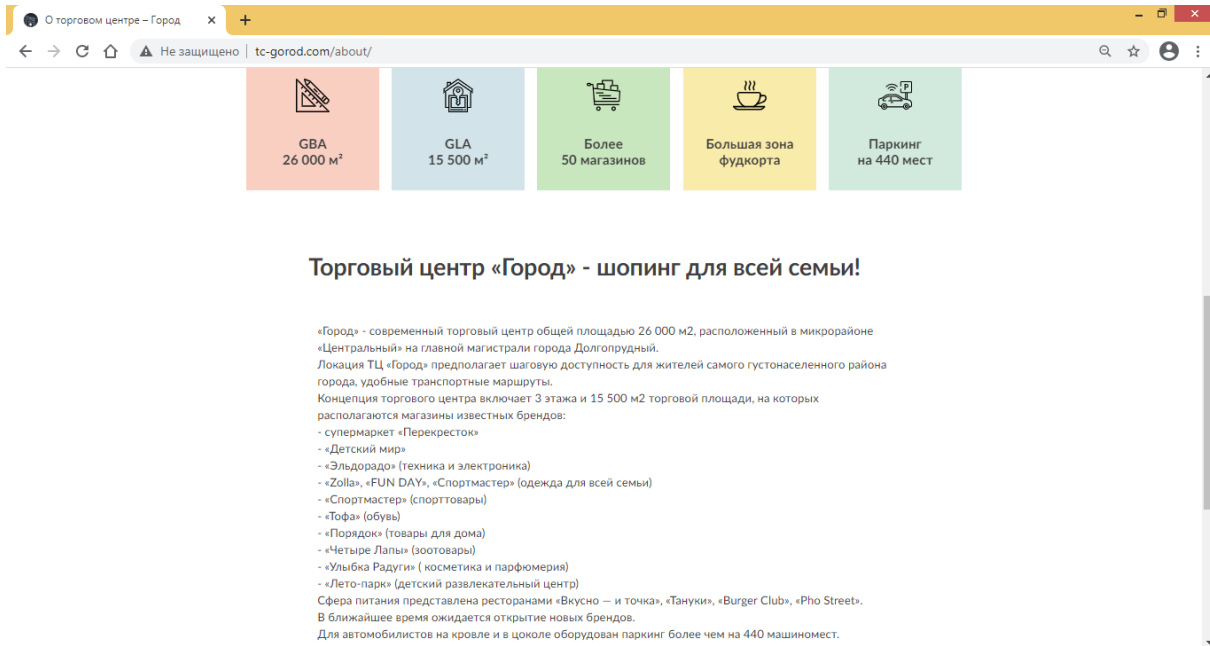 О торговом центре – Город
Не защищено | tc-gorod.com/about/
GBA
26 000 м²
GLA
15 500 м²
Более
50 магазинов
Большая зона
фудкорта
P
Паркинг
на 440 мест
Торговый центр «Город» - шопинг для всей семьи!
«Город» - современный торговый центр общей площадью 26 000 м2, расположенный в микрорайоне
«Центральный» на главной магистрали города Долгопрудный.
Локация ТЦ «Город» предполагает шаговую доступность для жителей самого густонаселенного района
города, удобные транспортные маршруты.
Концепция торгового центра включает 3 этажа и 15 500 м2 торговой площади, на которых
располагаются магазины известных брендов:
- супермаркет «Перекресток»
- «Детский мир»
- «Эльдорадо» (техника и электроника)
- «Zolla», «FUN DAY», «Спортмастер» (одежда для всей семьи)
- «Спортмастер» (спорттовары)
- «Тофа» (обувь)
- «Порядок» (товары для дома)
- «Четыре Лапы» (зоотовары)
- «Улыбка Радуги» ( косметика и парфюмерия)
- «Лето-парк» (детский развлекательный центр)
Сфера питания представлена ресторанами «Вкусно — и точка», «Тануки», «Burger Club», «Pho Street».
В ближайшее время ожидается открытие новых брендов.
Для автомобилистов на кровле и в цоколе оборудован паркинг более чем на 440 машиномест.